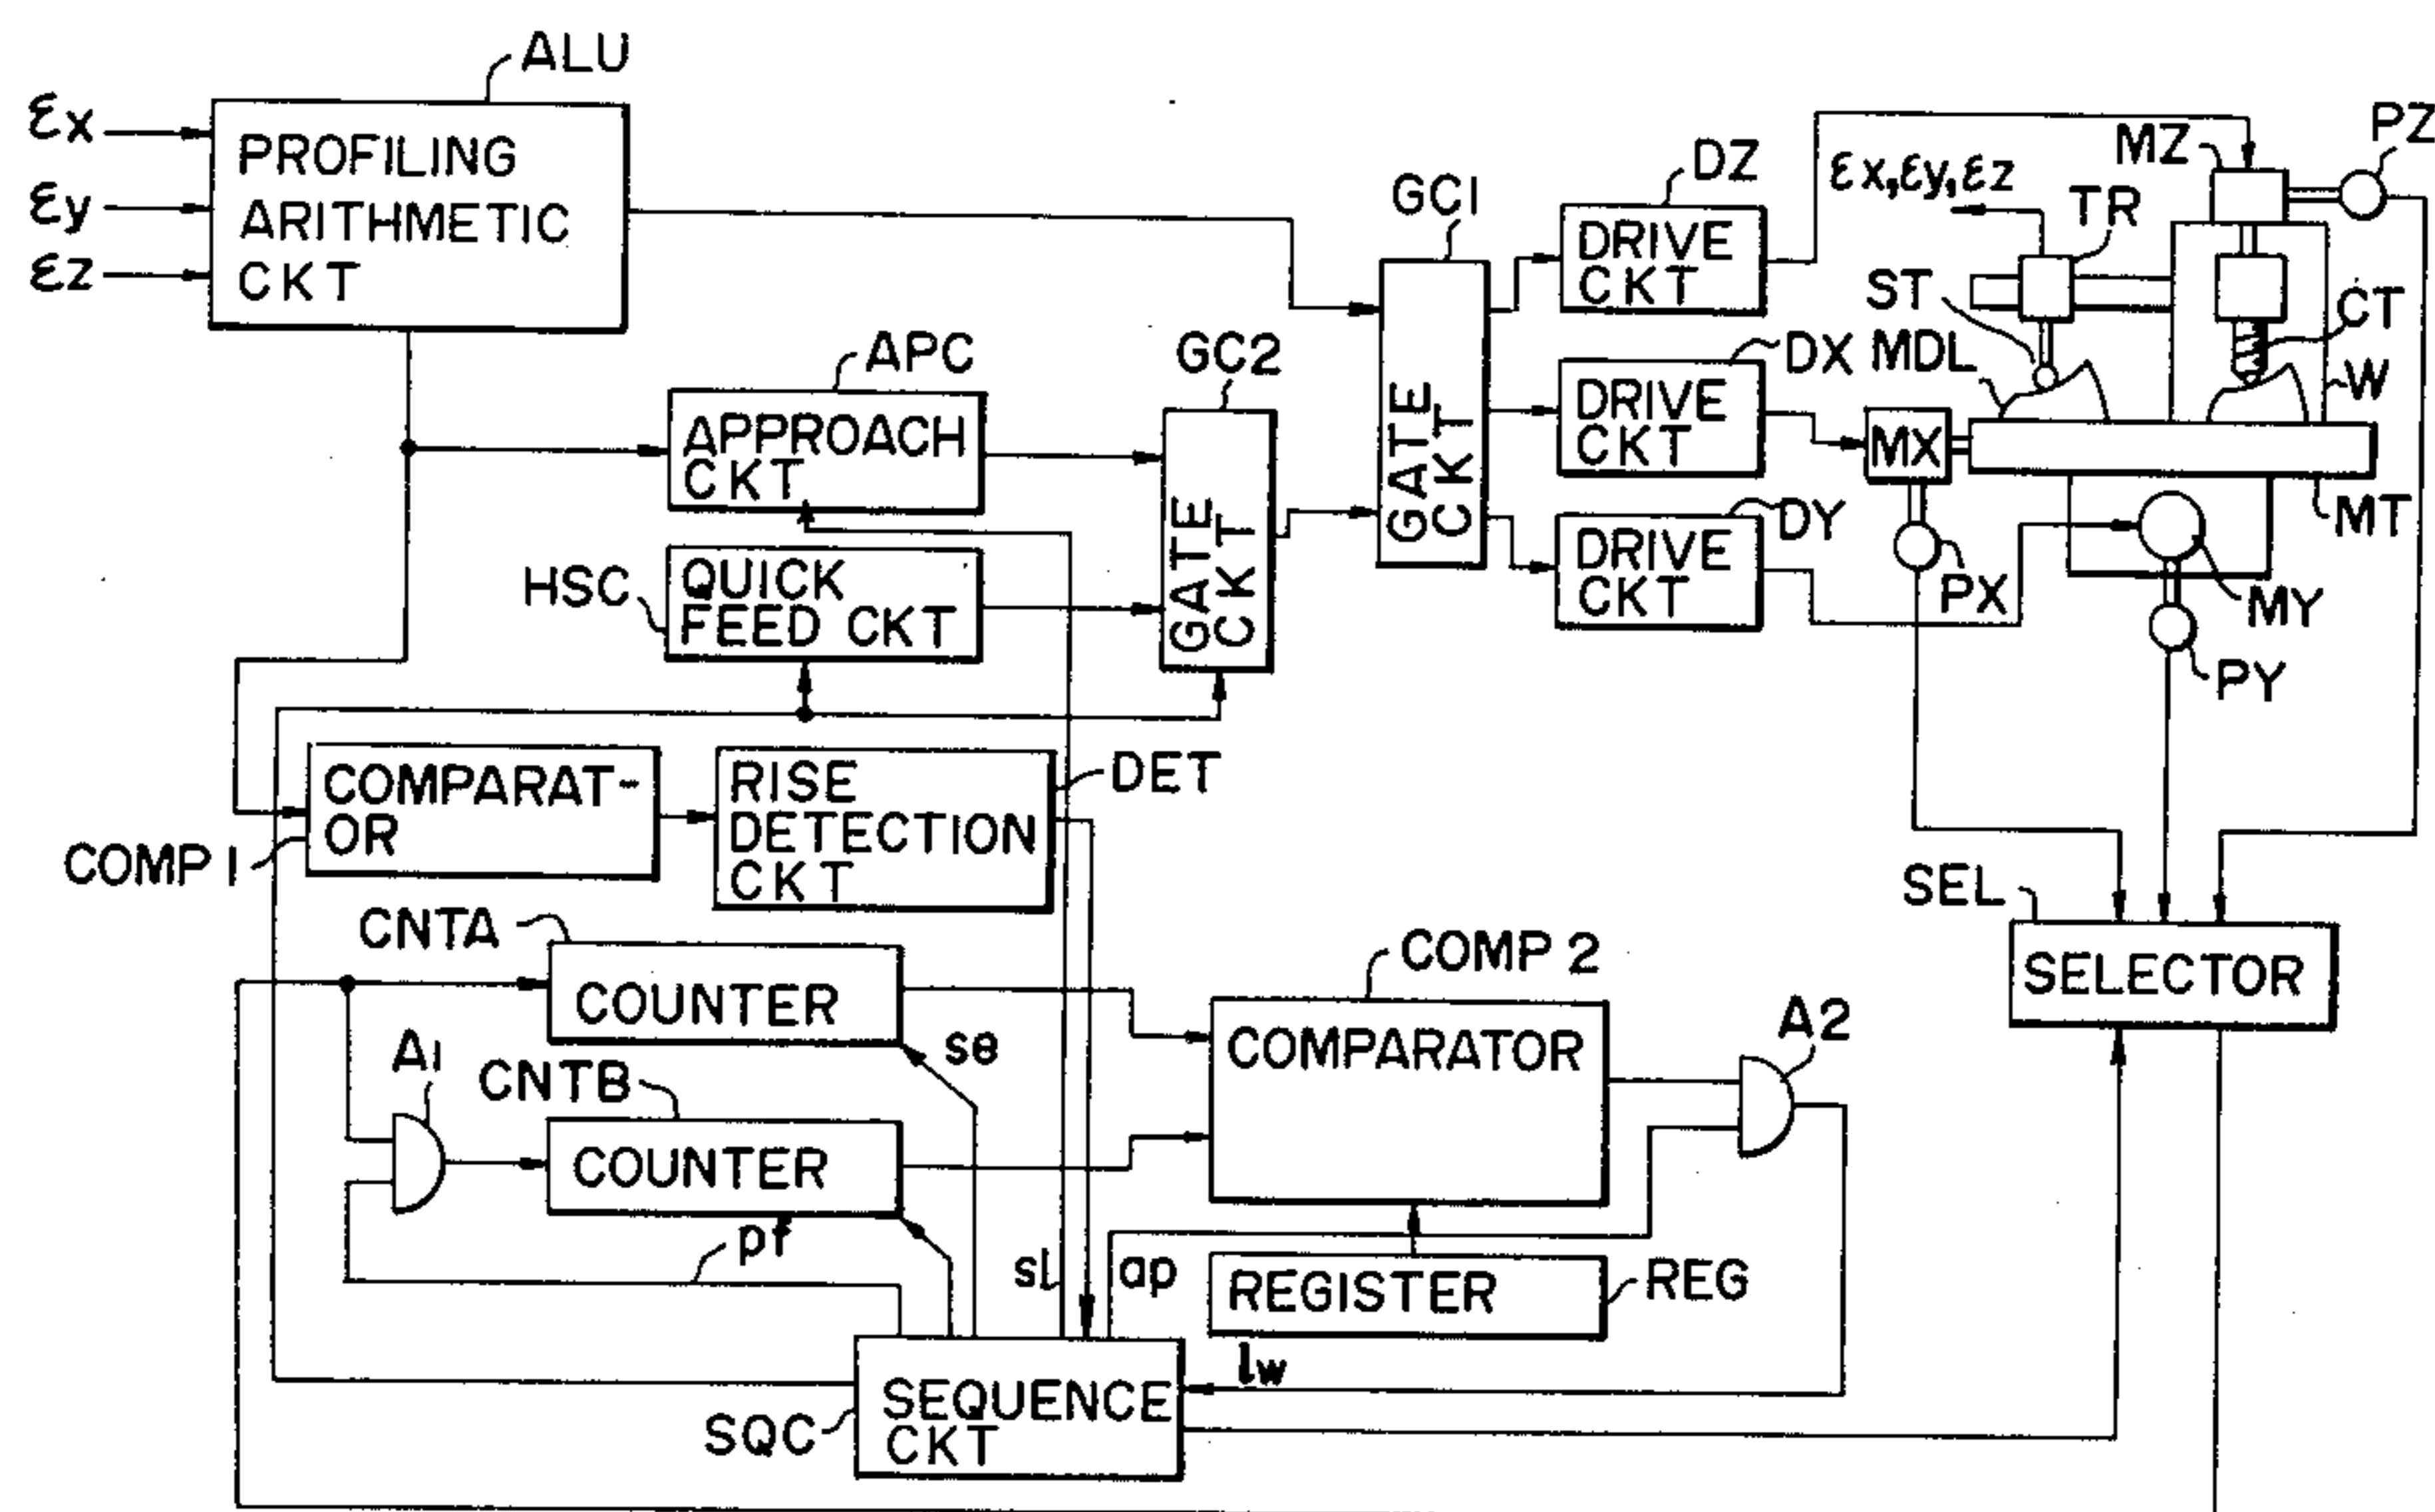 ALU
εx
εy
εz
PROFILING
ARITHMETIC
CKT
APC
APPROACH
CKT
GC2
GATE
CKT
HSC
QUICK
FEED CKT
GC1
GATE
CKT
DZ
DRIVE
CKT
DX
DRIVE
CKT
DY
DRIVE
CKT
εx,εy,εz
MZ
PZ
TR
ST
CT
MDL
W
MX
MT
PX
MY
PY
COMP 1
COMPARAT-
OR
RISE
DETECTION
CKT
DET
SEL
SELECTOR
CNTA
COUNTER
se
COMP 2
COMPARATOR
A2
A1
CNTB
COUNTER
pf
sl
ap
REGISTER
REG
lw
SQC
SEQUENCE
CKT